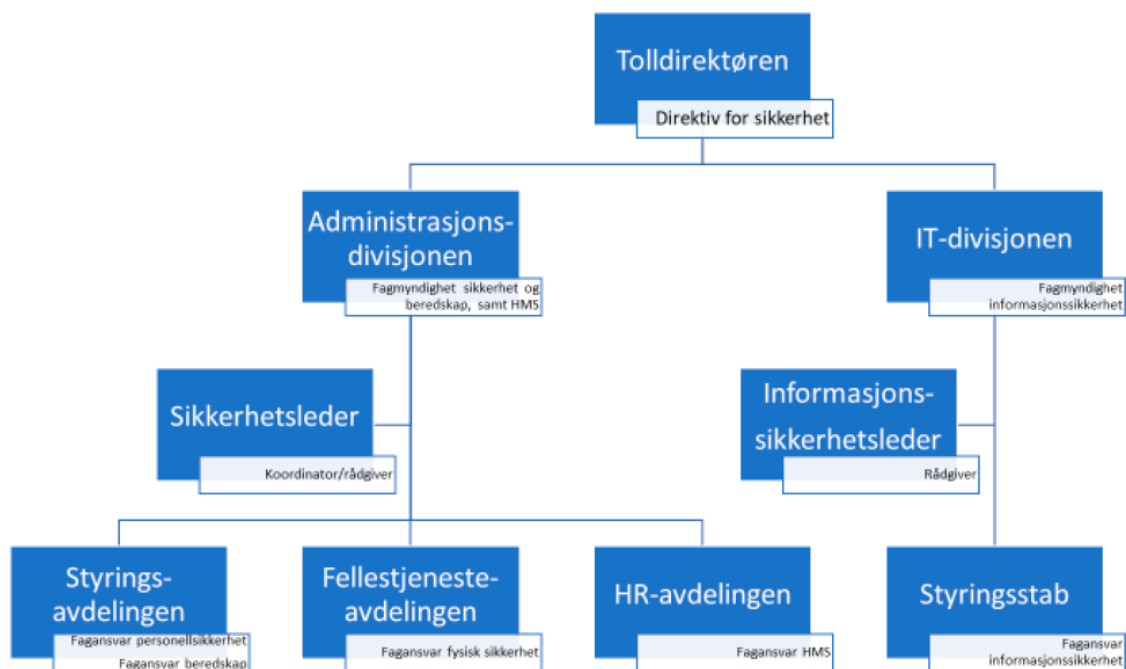 Tolldirektøren
Direktiv for sikkerhet
Administrasjons-
divisjonen
Fagmyndighet sikkerhet og
beredskap, samt HMS
IT-divisjonen
Fagmyndighet
informasjonssikkerhet
Sikkerhetsleder
Koordinator/rådgiver
Informasjons-
sikkerhetsleder
Rådgiver
Styrings-
avdelingen
Fagansvar personellsikkerhet
Fagansvar beredskap
Fellestjeneste-
avdelingen
Fagansvar fysisk sikkerhet
HR-avdelingen
Fagansvar HMS
Styringsstab
Fagansvar
informasjonssikkerhet